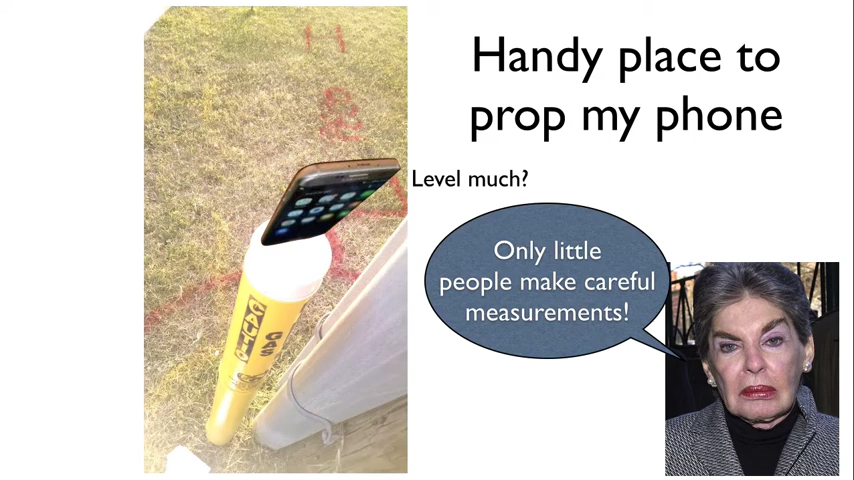 Handy place to
prop my phone
Level much?
Only little
people make careful
measurements!
GAS